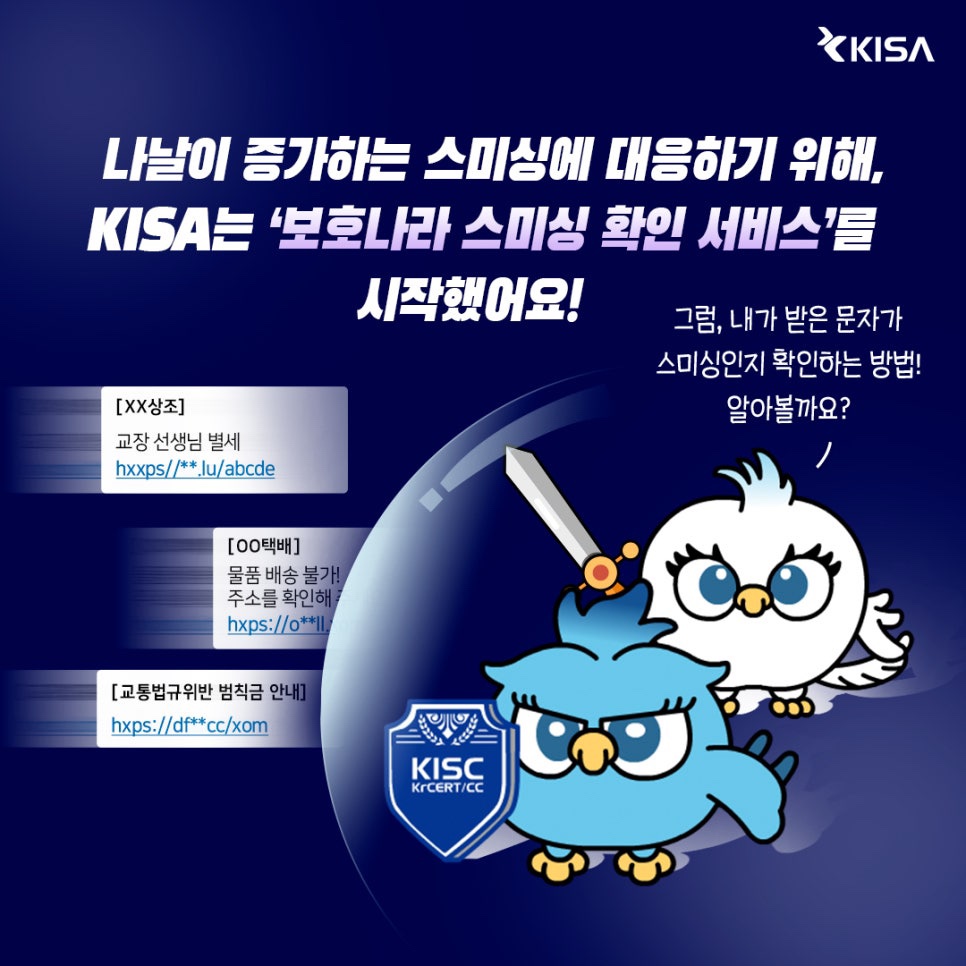 KISA
나날이 증가하는 스미싱에 대응하기 위해,
KISA는 ‘보호나라 스미싱 확인 서비스’를
시작했어요!
그럼, 내가 받은 문자가
스미싱인지 확인하는 방법!
알아볼까요?
[XX상조]
교장 선생님 별세
hxxps//**.lu/abcde
[OO택배]
물품 배송 불가!
주소를 확인해
hxps://o**ll.
[교통법규위반 범칙금 안내]
hxps://df**cc/xom
KISC
KrCERT/CC